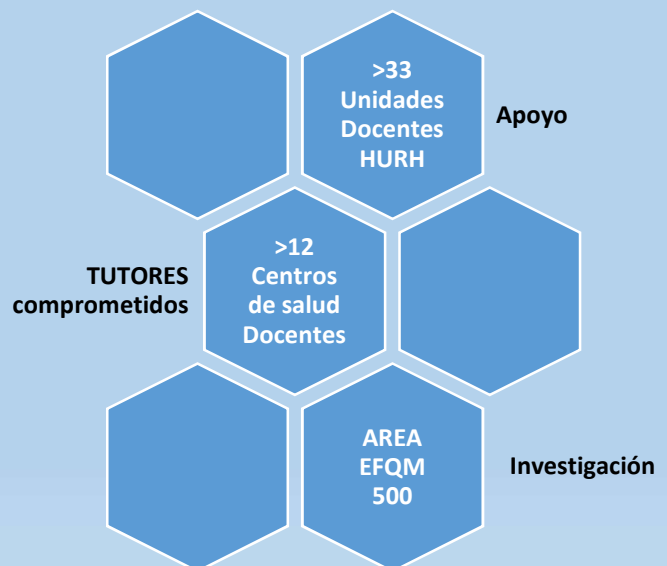 >33
Unidades
Docentes
HURH
Apoyo
TUTORES
comprometidos
>12
Centros
de salud
Docentes
AREA
EFQM
500
Investigación